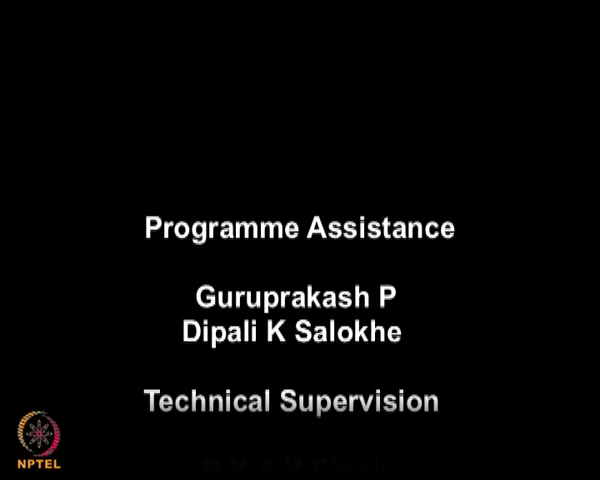 Programme Assistance
Guruprakash P
Dipali K Salokhe
Technical Supervision
NPTEL